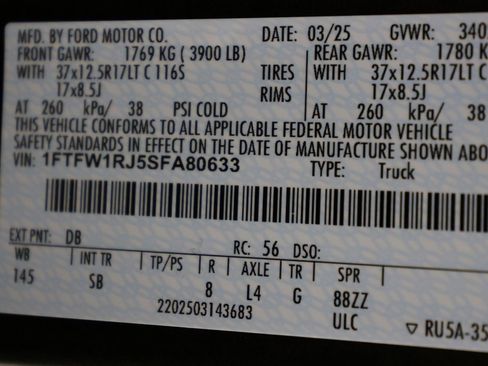 MFD. BY FORD MOTOR CO. DATE: 03/25 GVWR: 340
FRONT GAWR: 1769 KG ( 3900 LB) REAR GAWR: 1780 K
WITH 37x12.5R17LT C 116S TIRES WITH 37x12.5R17LT C
17x8.5J RIMS 17x8.5J
AT 260 kPa/ 38 PSI COLD AT 260 kPa/ 38
THIS VEHICLE CONFORMS TO ALL APPLICABLE FEDERAL MOTOR VEHICLE
SAFETY STANDARDS IN EFFECT ON THE DATE OF MANUFACTURE SHOWN ABO
VIN: 1FTFW1RJ5SFA80633 TYPE: Truck
EXT PNT: DB RC: 56 DSO:
WB INT TR TP/PS R AXLE TR SPR
145 SB 8 L4 G 88ZZ
2202503143683 ULC ▽ RU5A-35